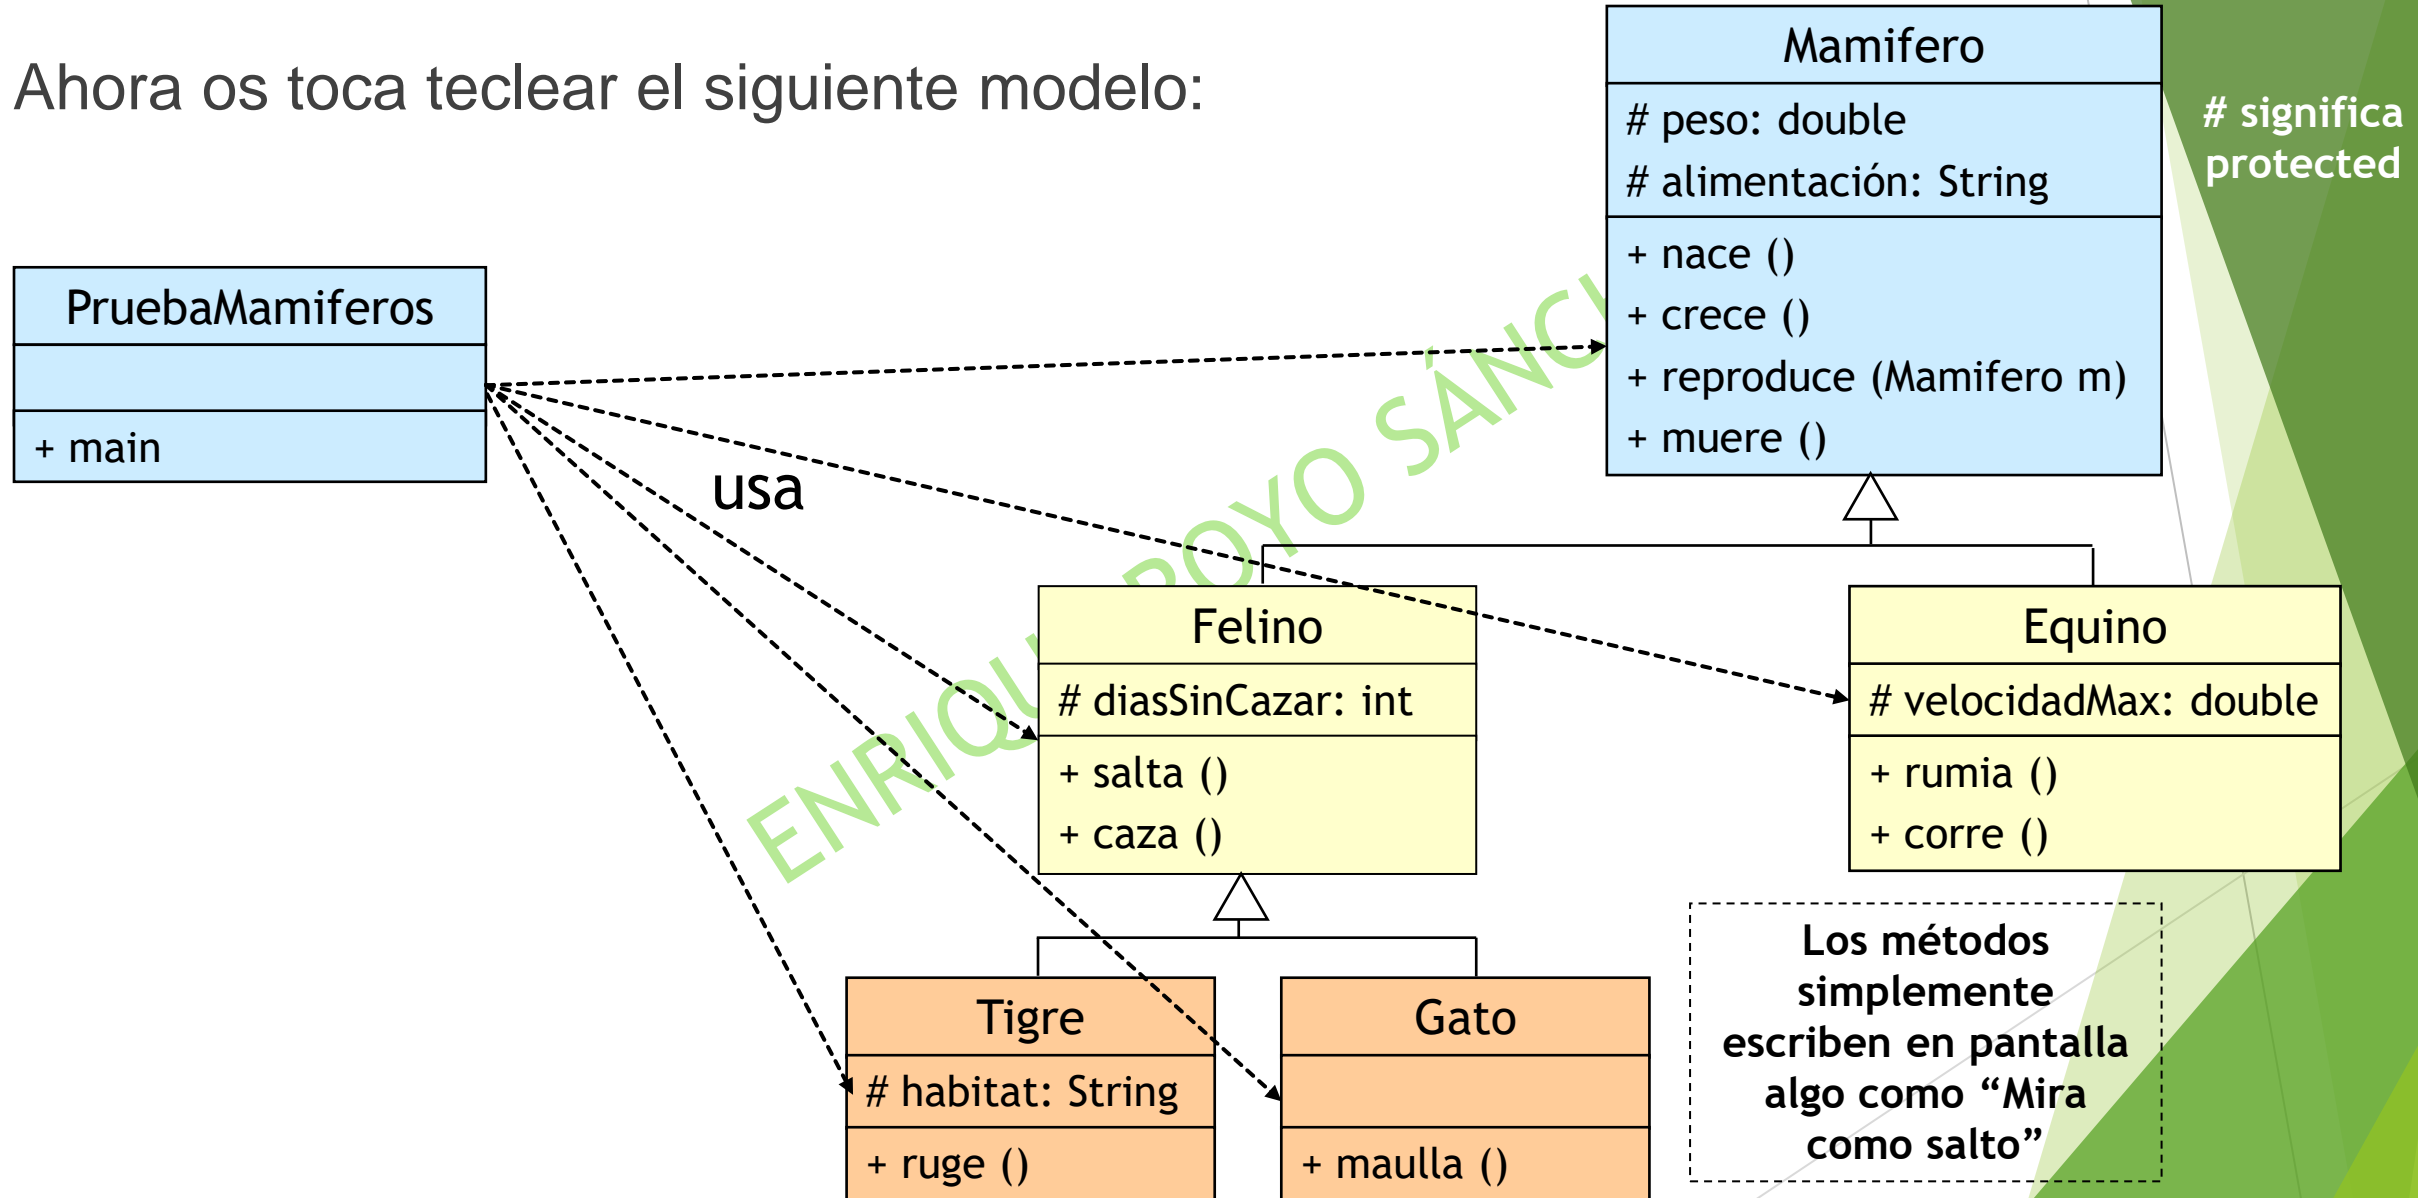 Ahora os toca teclear el siguiente modelo:
Mamifero
# peso: double
# alimentación: String
+ nace ()
+ crece ()
+ reproduce (Mamifero m)
+ muere ()
# significa
protected
PruebaMamiferos
+ main
usa
Felino
# diasSinCazar: int
+ salta ()
+ caza ()
Equino
# velocidadMax: double
+ rumia ()
+ corre ()
Tigre
# habitat: String
+ ruge ()
Gato
+ maulla ()
Los métodos
simplemente
escriben en pantalla
algo como “Mira
como salto”